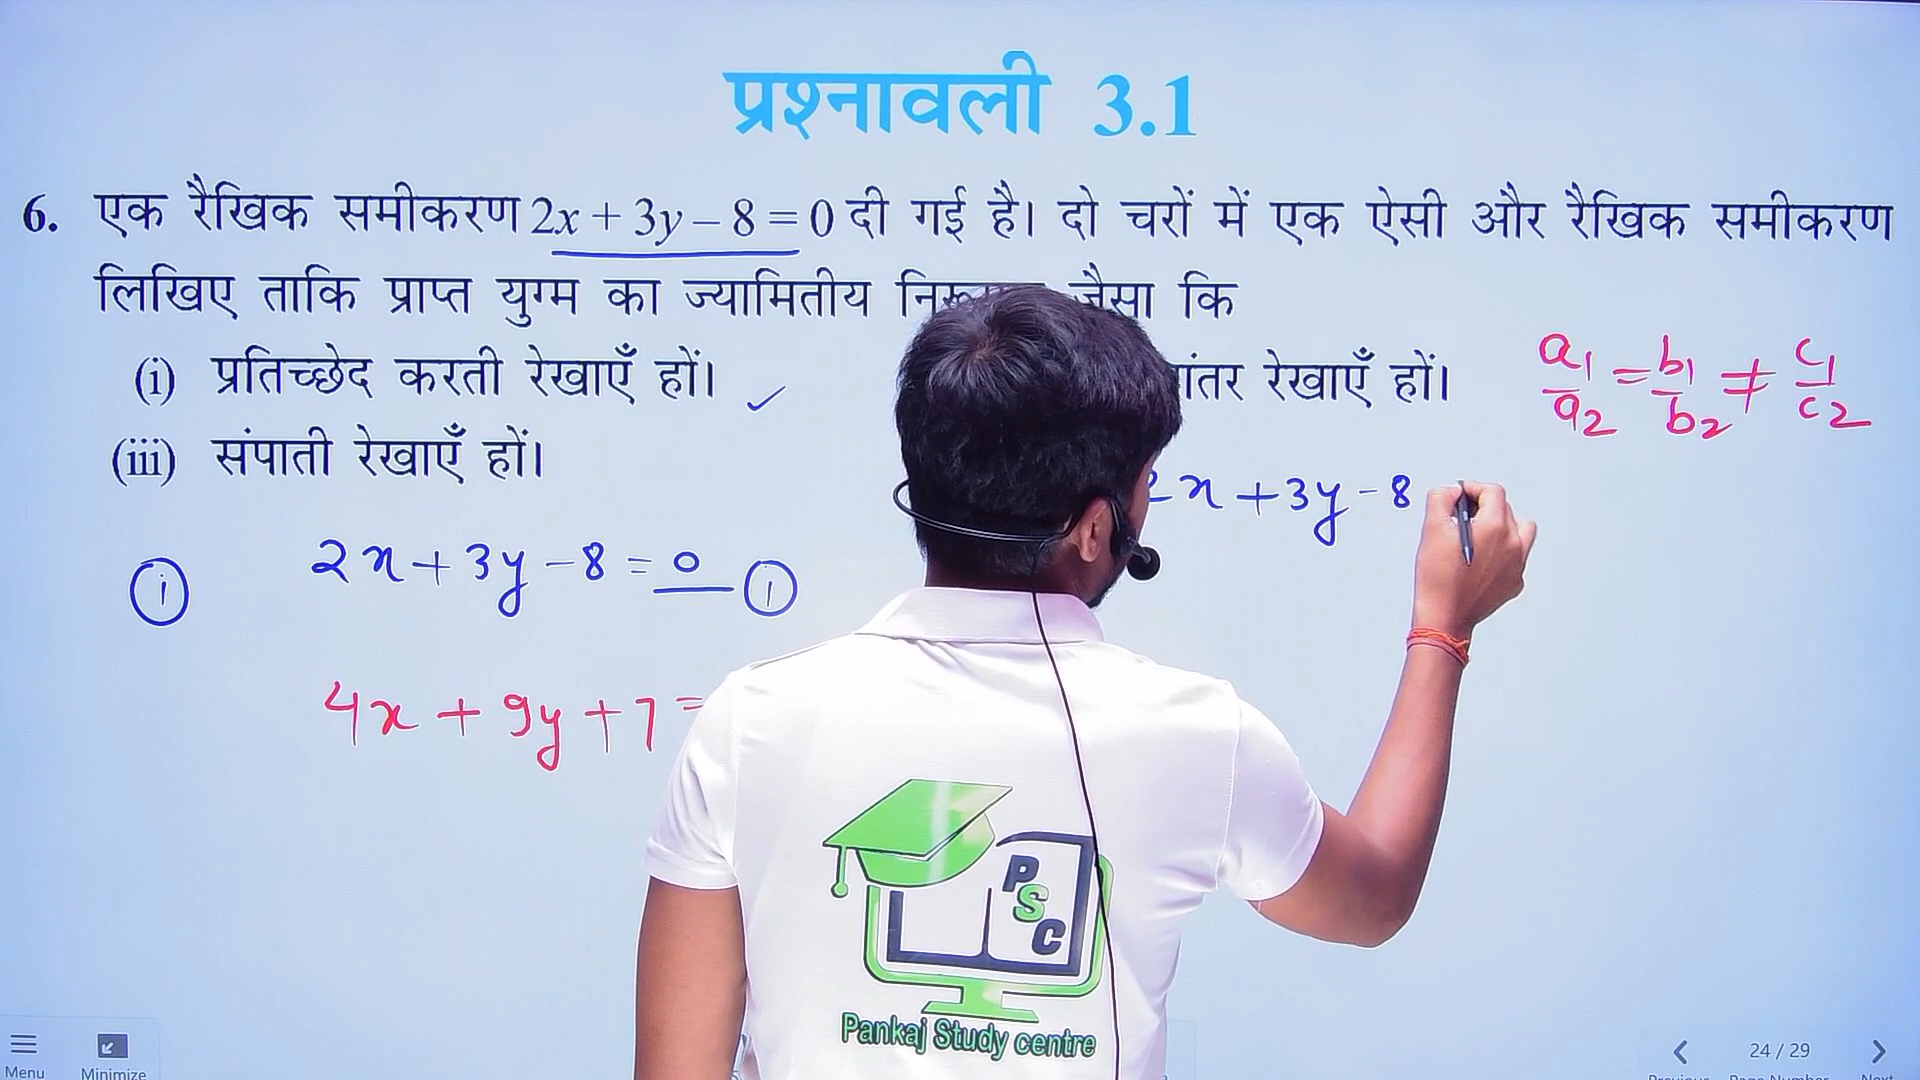 प्रश्नावली 3.1
6. एक रैखिक समीकरण 2x + 3y – 8 = 0 दी गई है। दो चरों में एक ऐसी और रैखिक समीकरण
लिखिए ताकि प्राप्त युग्म का ज्यामितीय जैसा कि
(i) प्रतिच्छेद करती रेखाएँ हों।
रेखाएँ हों।
a1/a2 = b1/b2 ≠ c1/c2
(iii) संपाती रेखाएँ हों।
2x + 3y - 8
(i) 2x + 3y - 8 = 0 — (1)
4x + 9y + 7 =
PSC
Pankaj Study centre
Menu
Minimize
24 / 29